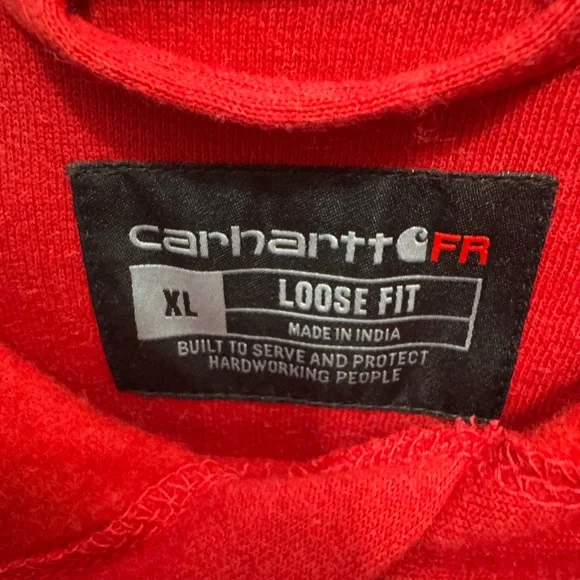 carhartt FR
XL LOOSE FIT
MADE IN INDIA
BUILT TO SERVE AND PROTECT
HARDWORKING PEOPLE